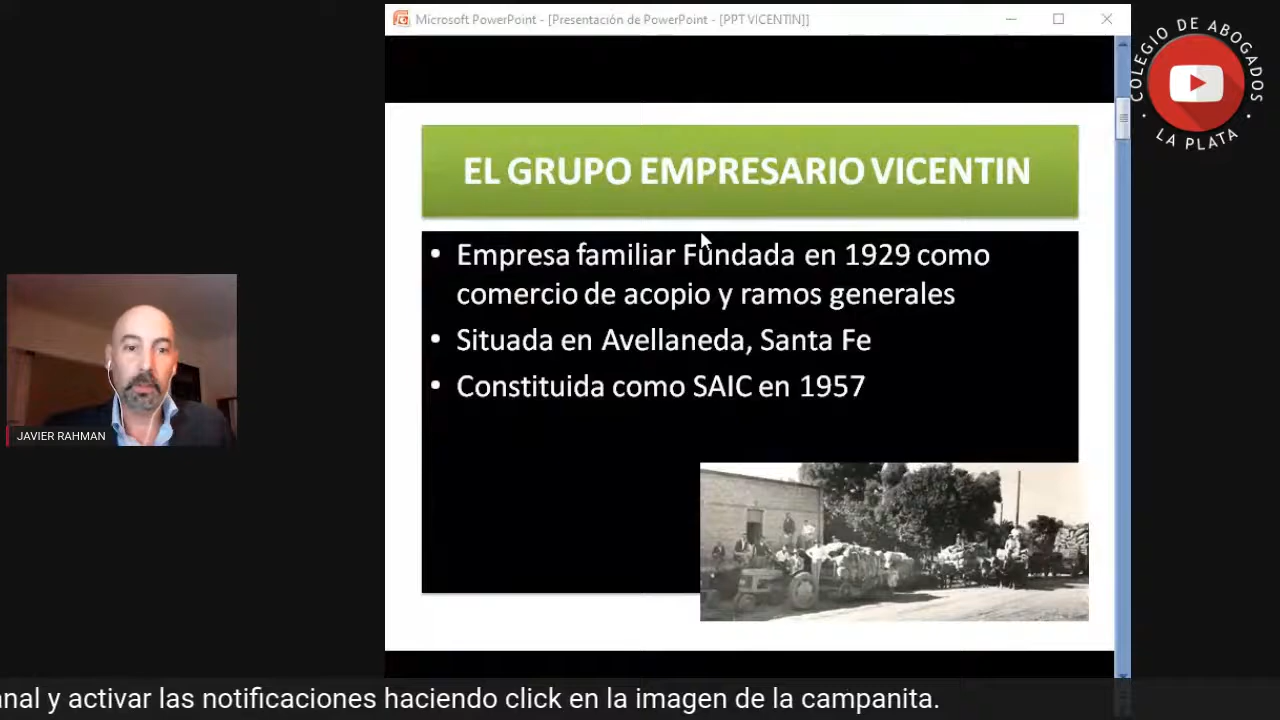 Microsoft PowerPoint - [Presentación de PowerPoint - [PPT VICENTIN]]
COLEGIO DE ABOGADOS
· LA PLATA ·
EL GRUPO EMPRESARIO VICENTIN
• Empresa familiar Fundada en 1929 como
comercio de acopio y ramos generales
• Situada en Avellaneda, Santa Fe
• Constituida como SAIC en 1957
JAVIER RAHMAN
anal y activar las notificaciones haciendo click en la imagen de la campanita.